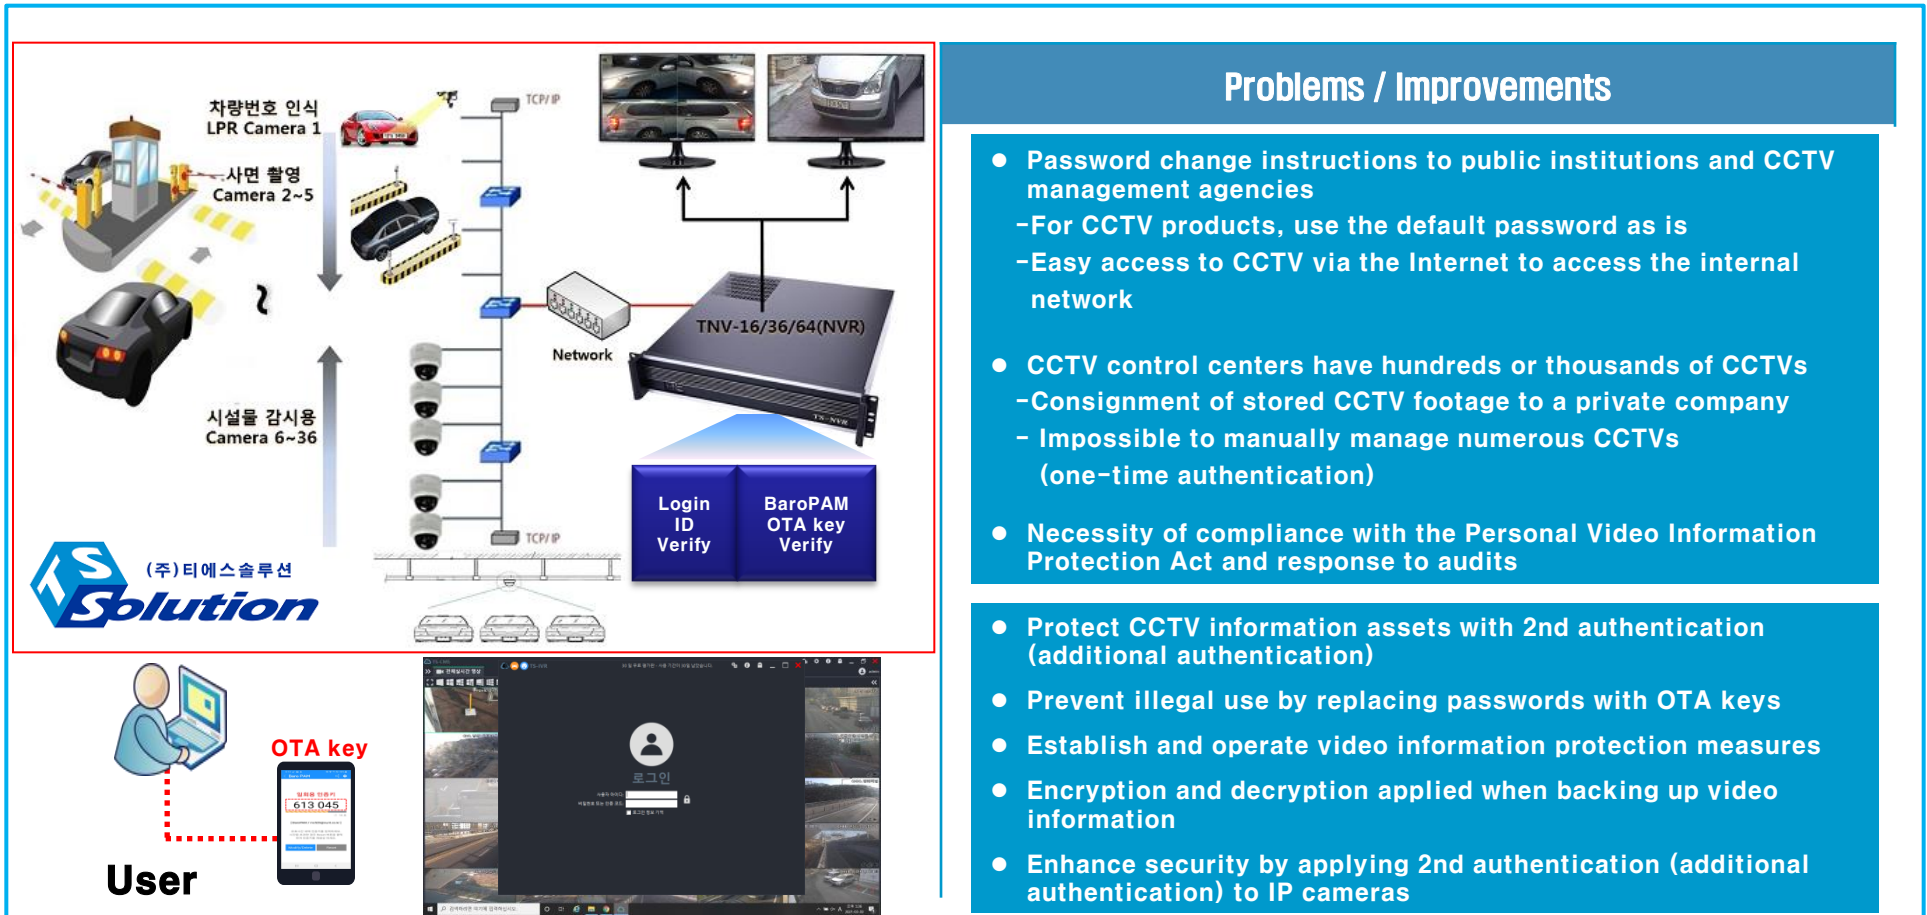 차량번호 인식
LPR Camera 1
사면 촬영
Camera 2~5
시설물 감시용
Camera 6~36
TCP/IP
Network
TNV-16/36/64(NVR)
TS-NVR
TCP/IP
Login
ID
Verify
BaroPAM
OTA key
Verify
TS
(주)티에스솔루션
Solution
OTA key
일회용 인증키
613 045
User
로그인
Problems / Improvements
● Password change instructions to public institutions and CCTV
management agencies
-For CCTV products, use the default password as is
-Easy access to CCTV via the Internet to access the internal
network
● CCTV control centers have hundreds or thousands of CCTVs
-Consignment of stored CCTV footage to a private company
- Impossible to manually manage numerous CCTVs
(one-time authentication)
● Necessity of compliance with the Personal Video Information
Protection Act and response to audits
● Protect CCTV information assets with 2nd authentication
(additional authentication)
● Prevent illegal use by replacing passwords with OTA keys
● Establish and operate video information protection measures
● Encryption and decryption applied when backing up video
information
● Enhance security by applying 2nd authentication (additional
authentication) to IP cameras